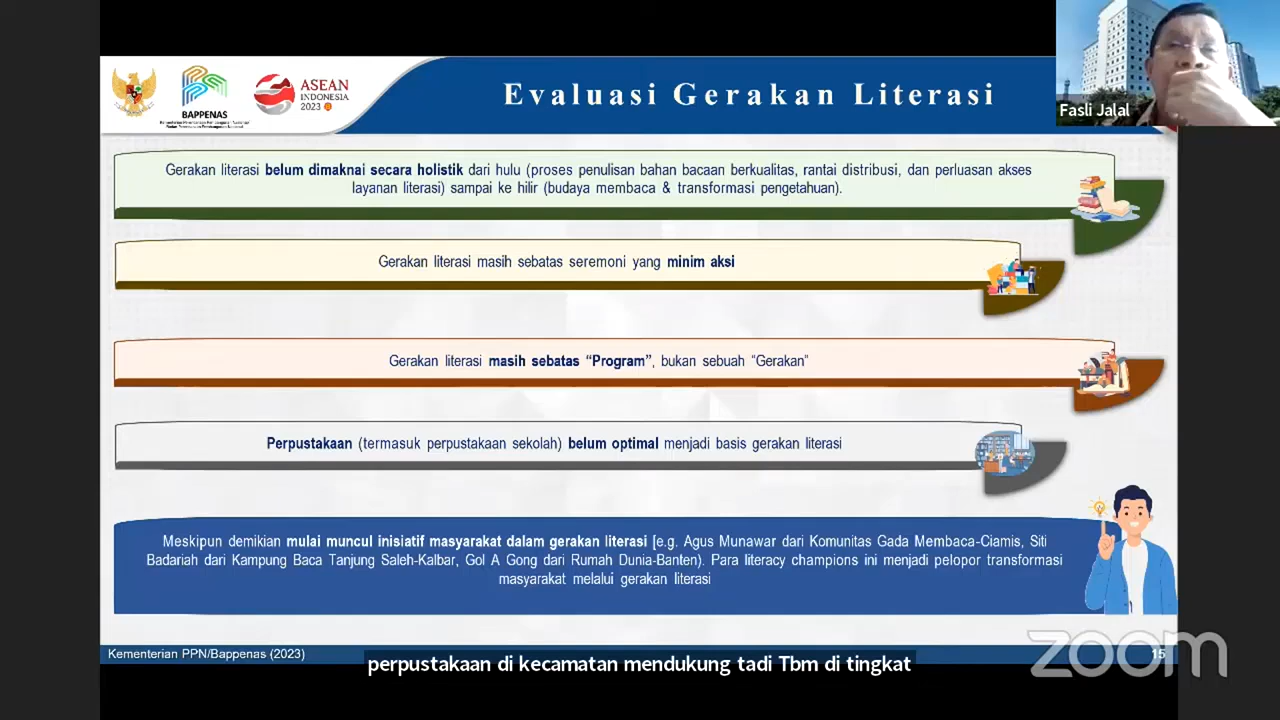 BAPPENAS
ASEAN
INDONESIA
2023
Evaluasi Gerakan Literasi
Fasli Jalal
Gerakan literasi belum dimaknai secara holistik dari hulu (proses penulisan bahan bacaan berkualitas, rantai distribusi, dan perluasan akses
layanan literasi) sampai ke hilir (budaya membaca & transformasi pengetahuan).
Gerakan literasi masih sebatas seremoni yang minim aksi
Gerakan literasi masih sebatas “Program”, bukan sebuah “Gerakan”
Perpustakaan (termasuk perpustakaan sekolah) belum optimal menjadi basis gerakan literasi
Meskipun demikian mulai muncul inisiatif masyarakat dalam gerakan literasi [e.g. Agus Munawar dari Komunitas Gada Membaca-Ciamis, Siti
Badariah dari Kampung Baca Tanjung Saleh-Kalbar, Gol A Gong dari Rumah Dunia-Banten). Para literacy champions ini menjadi pelopor transformasi
masyarakat melalui gerakan literasi
Kementerian PPN/Bappenas (2023)
15
zoom
perpustakaan di kecamatan mendukung tadi Tbm di tingkat